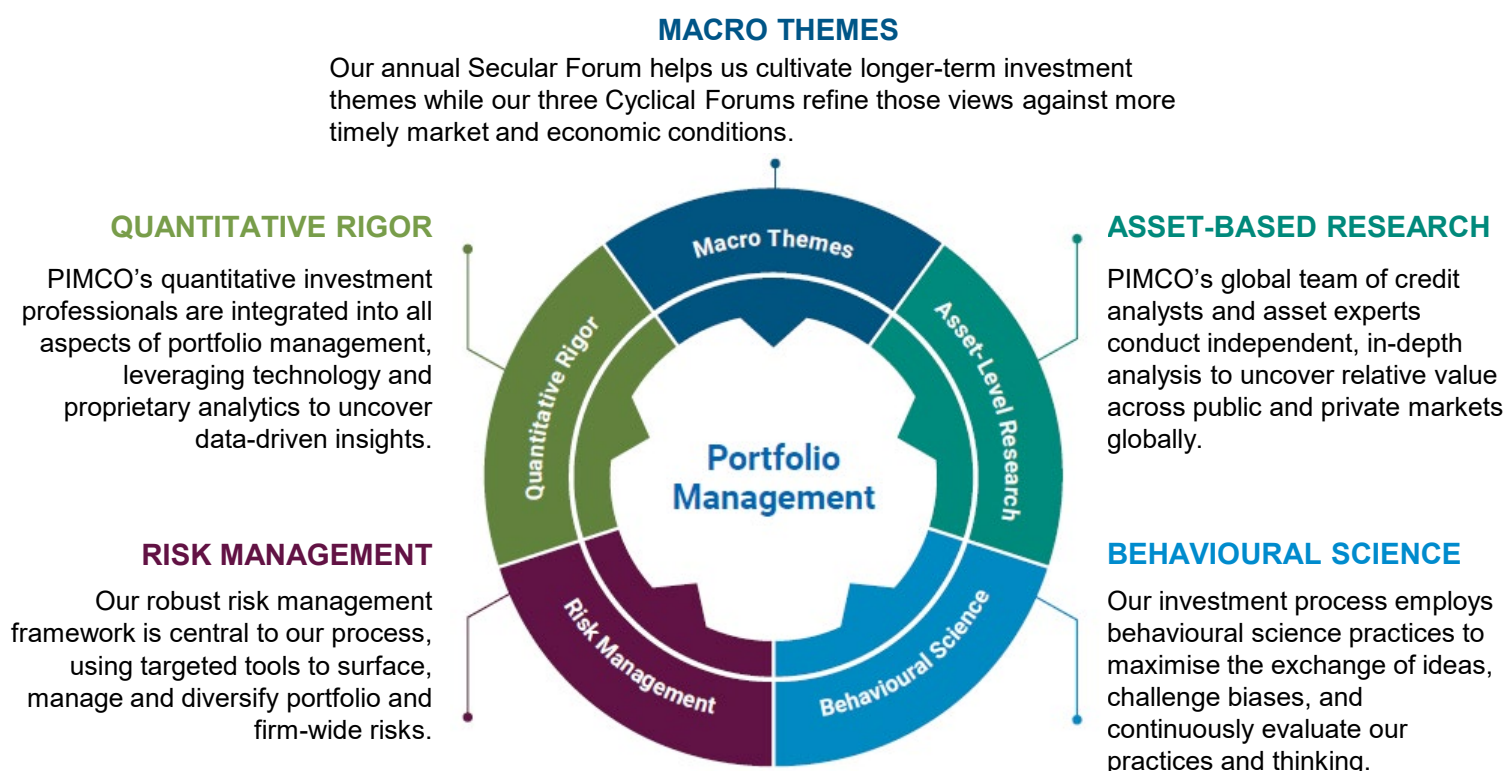 MACRO THEMES
Our annual Secular Forum helps us cultivate longer-term investment
themes while our three Cyclical Forums refine those views against more
timely market and economic conditions.
QUANTITATIVE RIGOR
PIMCO’s quantitative investment
professionals are integrated into all
aspects of portfolio management,
leveraging technology and
proprietary analytics to uncover
data-driven insights.
RISK MANAGEMENT
Our robust risk management
framework is central to our process,
using targeted tools to surface,
manage and diversify portfolio and
firm-wide risks.
Macro Themes
Quantitative Rigor
Asset-Level Research
Portfolio
Management
Risk Management
Behavioural Science
ASSET-BASED RESEARCH
PIMCO’s global team of credit
analysts and asset experts
conduct independent, in-depth
analysis to uncover relative value
across public and private markets
globally.
BEHAVIOURAL SCIENCE
Our investment process employs
behavioural science practices to
maximise the exchange of ideas,
challenge biases, and
continuously evaluate our
practices and thinking.